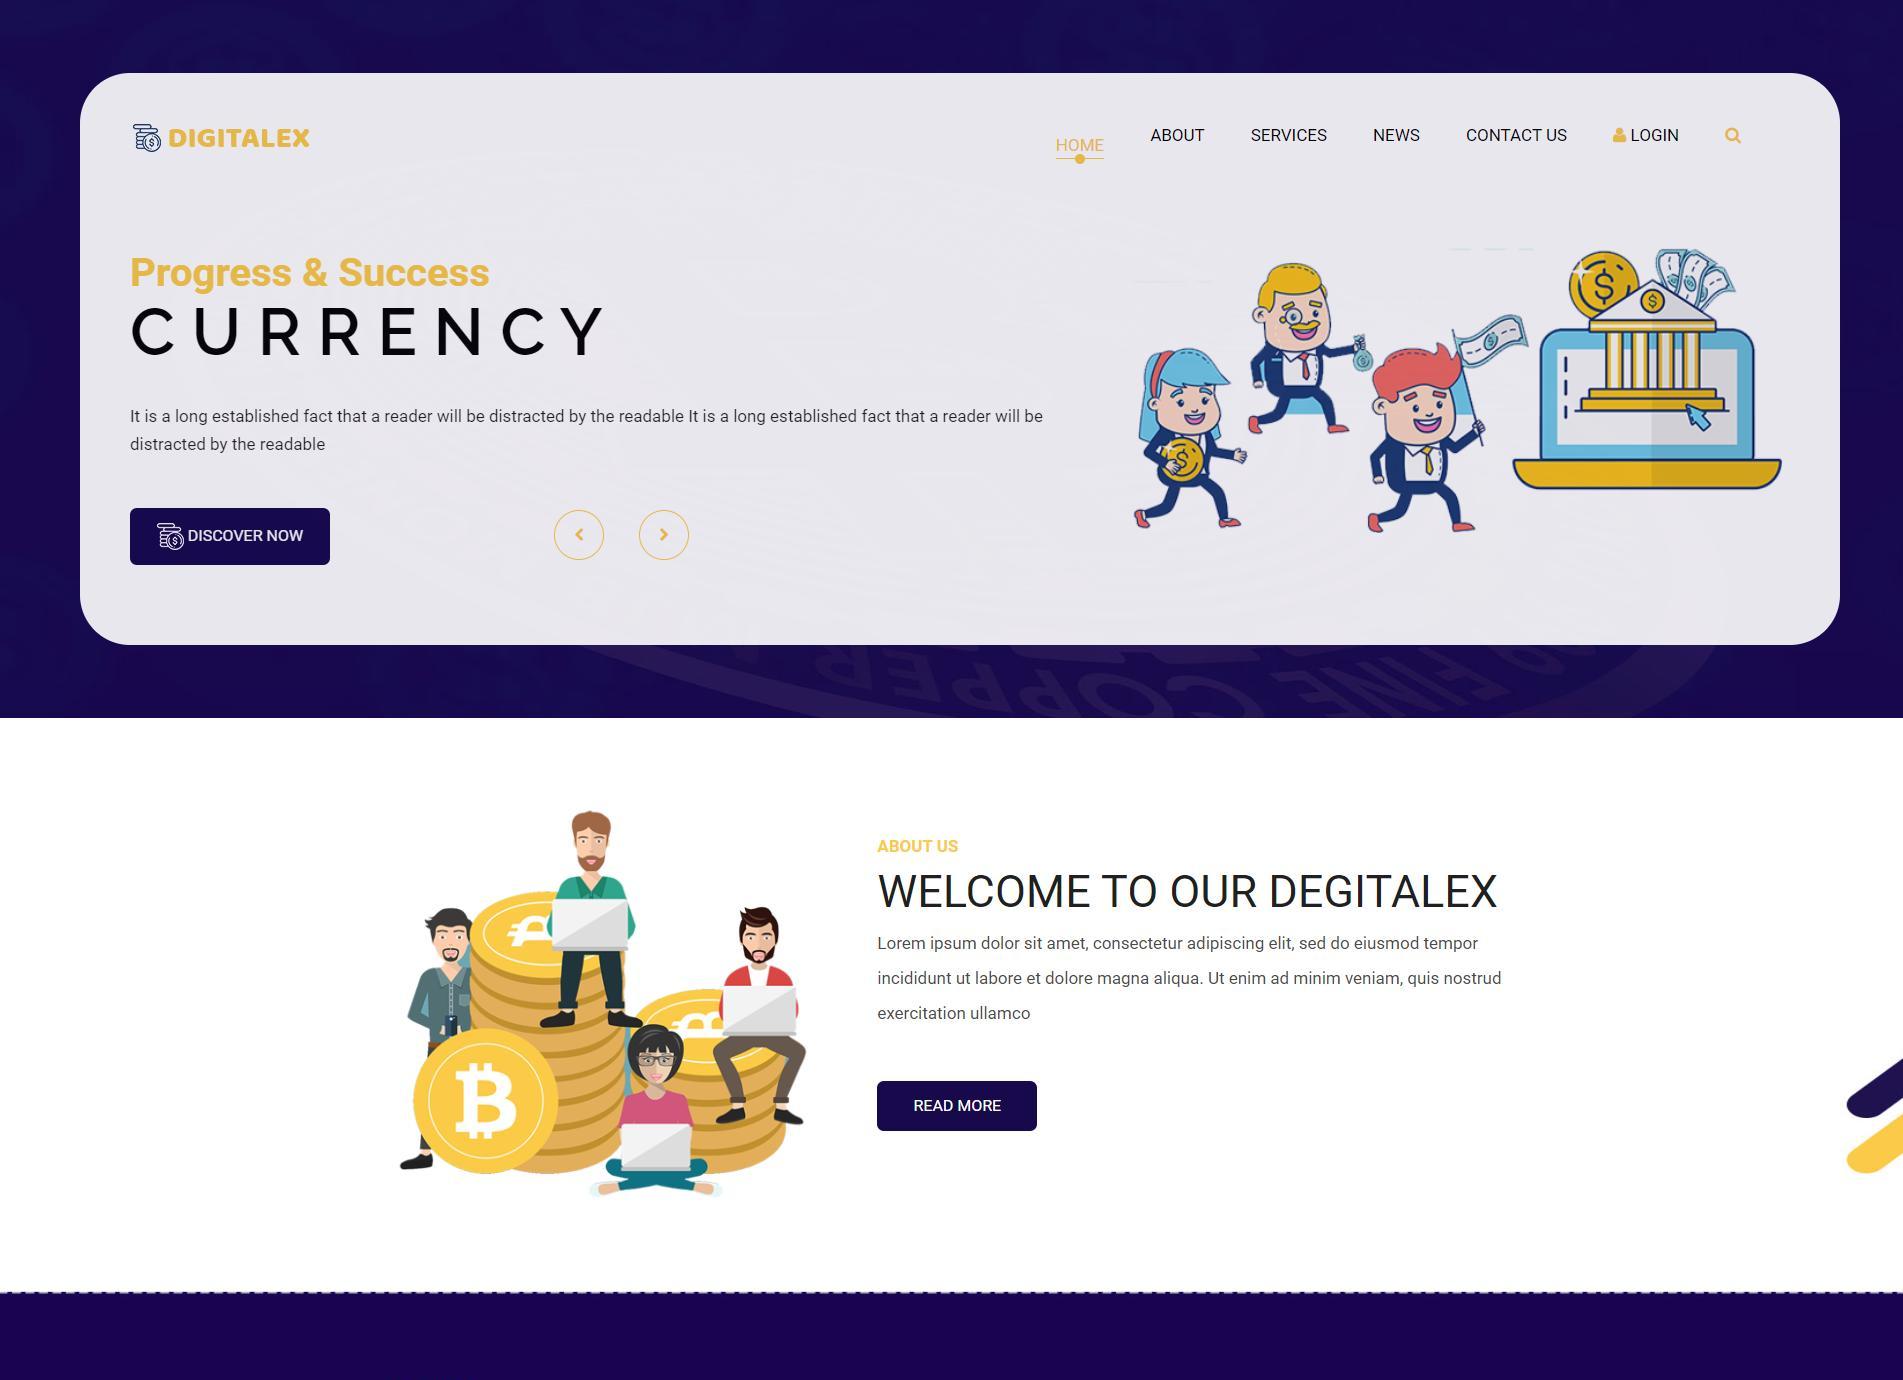 DIGITALEX
HOME
ABOUT
SERVICES
NEWS
CONTACT US
LOGIN
Progress & Success
CURRENCY
It is a long established fact that a reader will be distracted by the readable It is a long established fact that a reader will be
distracted by the readable
DISCOVER NOW
FINE COPPER
ABOUT US
WELCOME TO OUR DEGITALEX
Lorem ipsum dolor sit amet, consectetur adipiscing elit, sed do eiusmod tempor
incididunt ut labore et dolore magna aliqua. Ut enim ad minim veniam, quis nostrud
exercitation ullamco
READ MORE